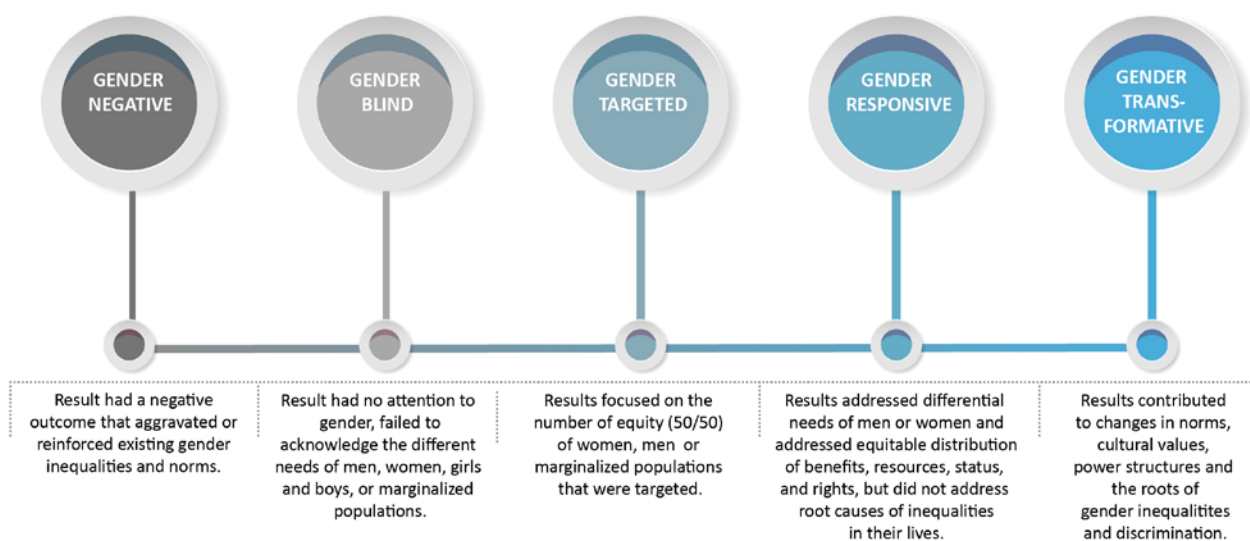 GENDER
NEGATIVE
GENDER
BLIND
GENDER
TARGETED
GENDER
RESPONSIVE
GENDER
TRANS-
FORMATIVE
Result had a negative
outcome that aggravated or
reinforced existing gender
inequalities and norms.
Result had no attention to
gender, failed to
acknowledge the different
needs of men, women, girls
and boys, or marginalized
populations.
Results focused on the
number of equity (50/50)
of women, men or
marginalized populations
that were targeted.
Results addressed differential
needs of men or women and
addressed equitable distribution
of benefits, resources, status,
and rights, but did not address
root causes of inequalities
in their lives.
Results contributed
to changes in norms,
cultural values,
power structures and
the roots of
gender inequalitites
and discrimination.